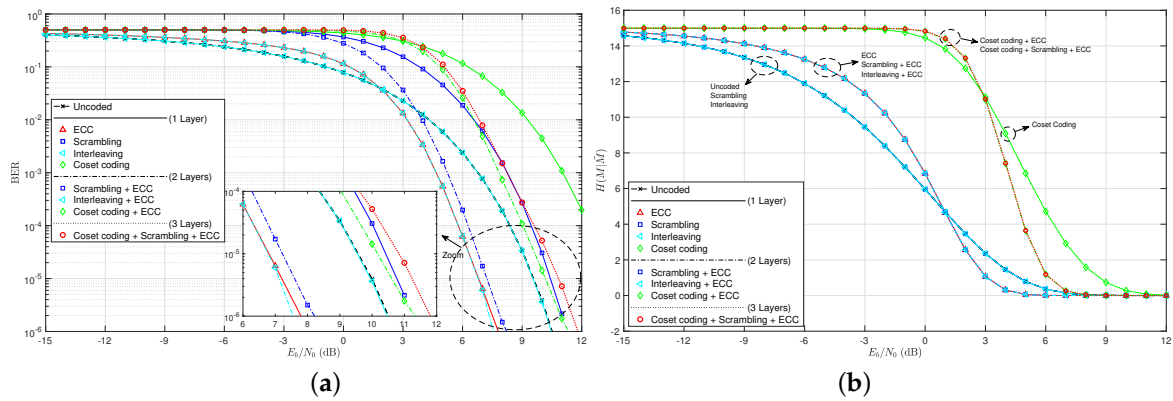 10^0
10^-1
10^-2
10^-3
10^-4
10^-5
10^-6
BER
-15 -12 -9 -6 -3 0 3 6 9 12
E_b/N_0 (dB)
Uncoded
(1 Layer)
ECC
Scrambling
Interleaving
Coset coding
(2 Layers)
Scrambling + ECC
Interleaving + ECC
Coset coding + ECC
(3 Layers)
Coset coding + Scrambling + ECC
10^-4
10^-5
10^-6
6 7 8 9 10 11 12
Zoom
(a)
16
14
12
10
8
6
4
2
0
-2
-15 -12 -9 -6 -3 0 3 6 9 12
E_b/N_0 (dB)
Coset coding + ECC
Coset coding + Scrambling + ECC
ECC
Scrambling + ECC
Interleaving + ECC
Uncoded
Scrambling
Interleaving
Coset Coding
Uncoded
(1 Layer)
ECC
Scrambling
Interleaving
Coset coding
(2 Layers)
Scrambling + ECC
Interleaving + ECC
Coset coding + ECC
(3 Layers)
Coset coding + Scrambling + ECC
(b)